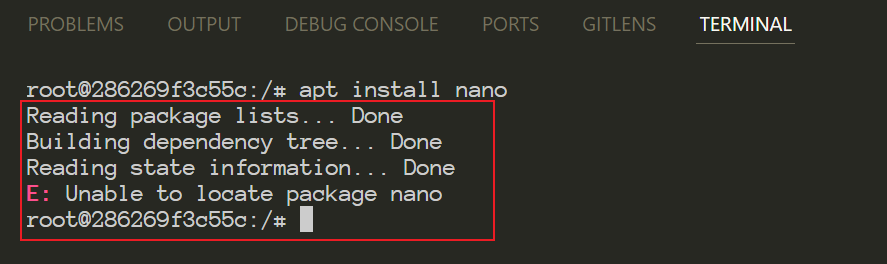 PROBLEMS OUTPUT DEBUG CONSOLE PORTS GITLENS TERMINAL
root@286269f3c55c:/# apt install nano
Reading package lists... Done
Building dependency tree... Done
Reading state information... Done
E: Unable to locate package nano
root@286269f3c55c:/#